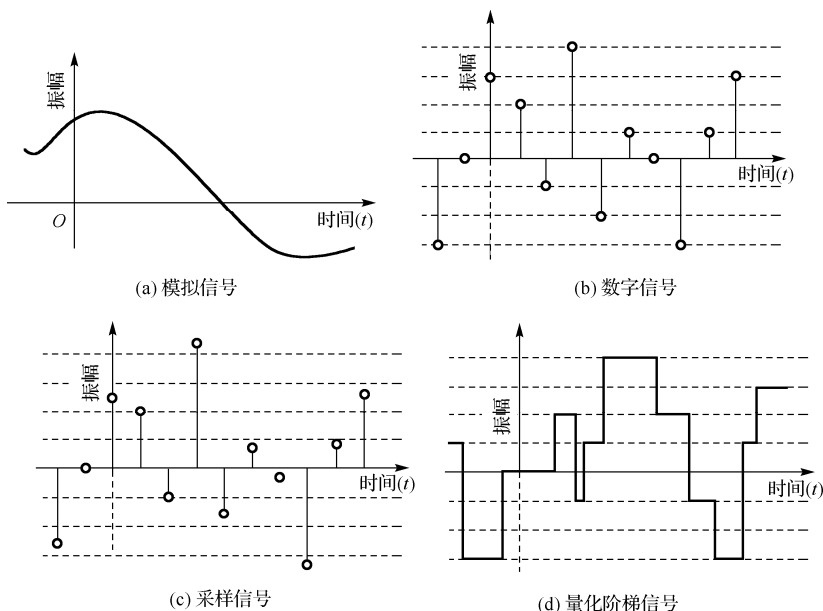 振幅
O
时间(t)
(a) 模拟信号
振幅
时间(t)
(b) 数字信号
振幅
时间(t)
(c) 采样信号
振幅
时间(t)
(d) 量化阶梯信号